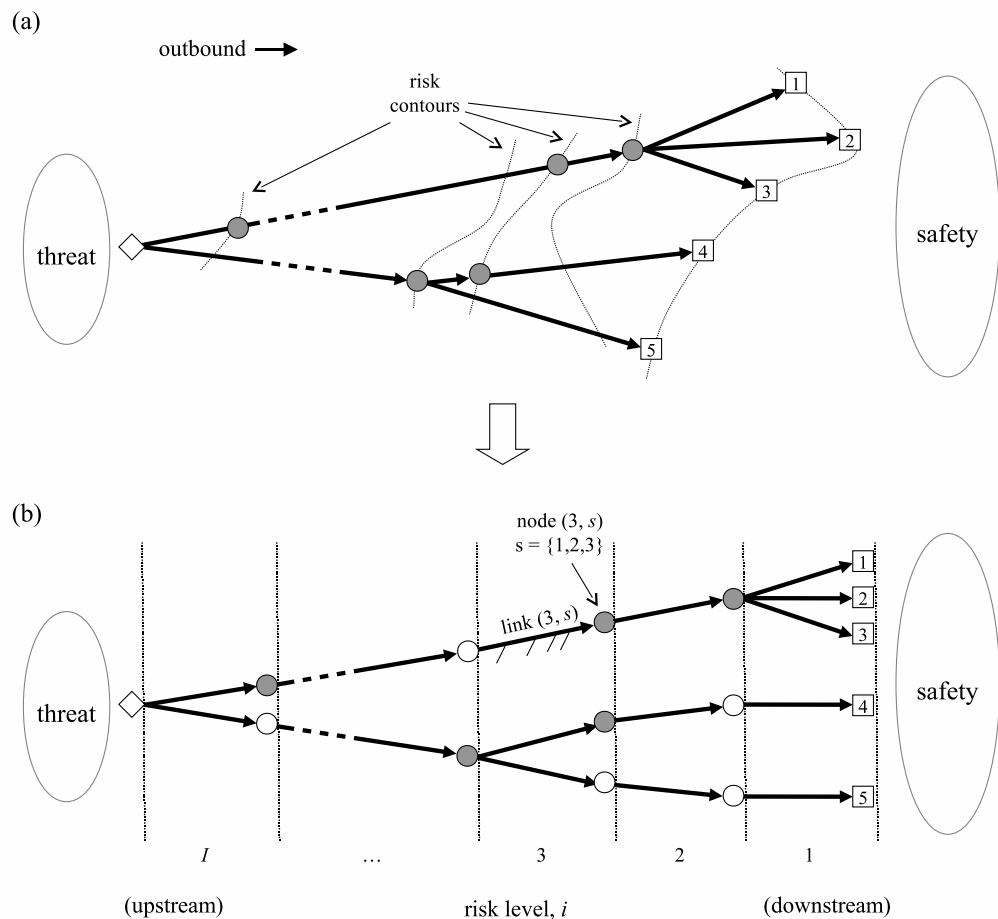 (a)
outbound
risk
contours
1
2
3
4
5
threat
safety
(b)
node (3, s)
s = {1,2,3}
link (3, s)
1
2
3
4
5
threat
safety
I
...
3
2
1
(upstream)
risk level, i
(downstream)